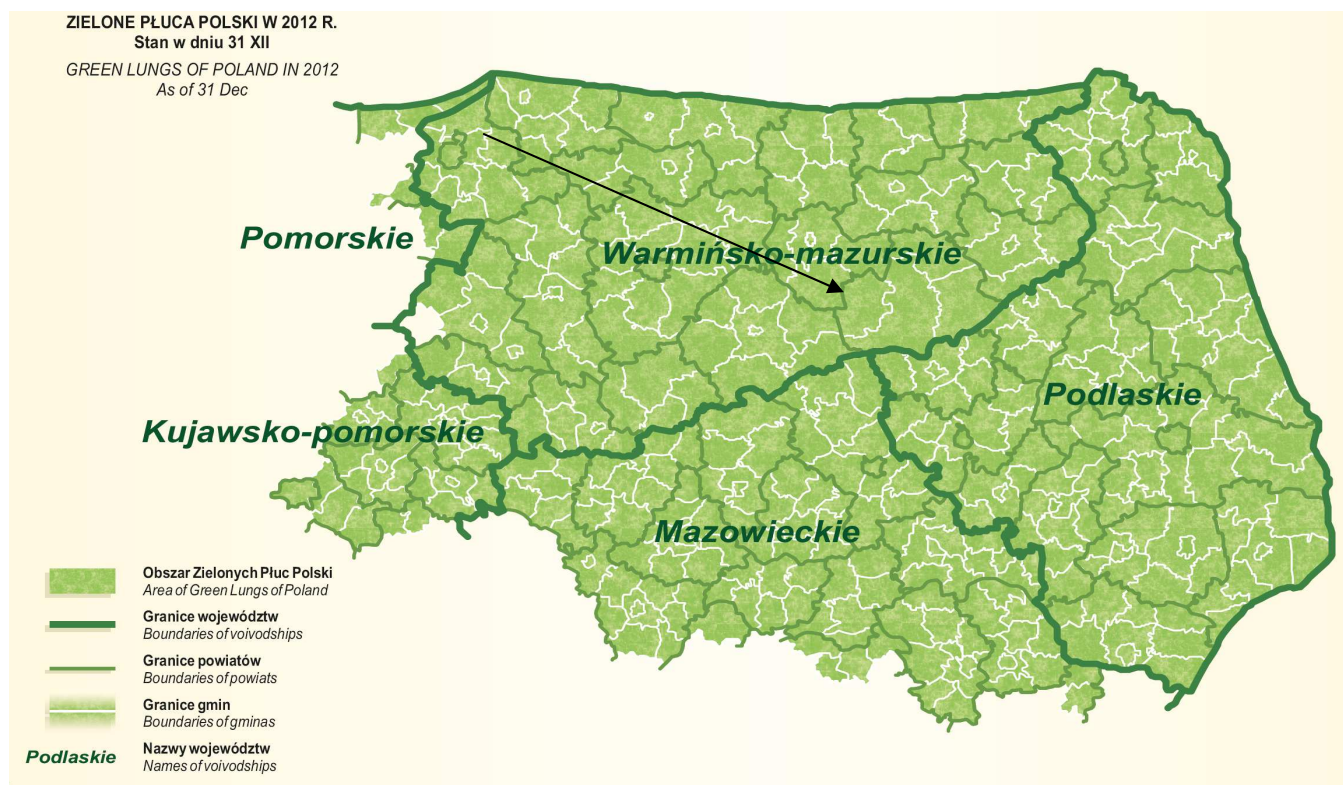 ZIELONE PŁUCA POLSKI W 2012 R.
Stan w dniu 31 XII
GREEN LUNGS OF POLAND IN 2012
As of 31 Dec
Pomorskie
Warmińsko-mazurskie
Podlaskie
Kujawsko-pomorskie
Mazowieckie
Obszar Zielonych Płuc Polski
Area of Green Lungs of Poland
Granice województw
Boundaries of voivodships
Granice powiatów
Boundaries of powiats
Granice gmin
Boundaries of gminas
Podlaskie
Nazwy województw
Names of voivodships